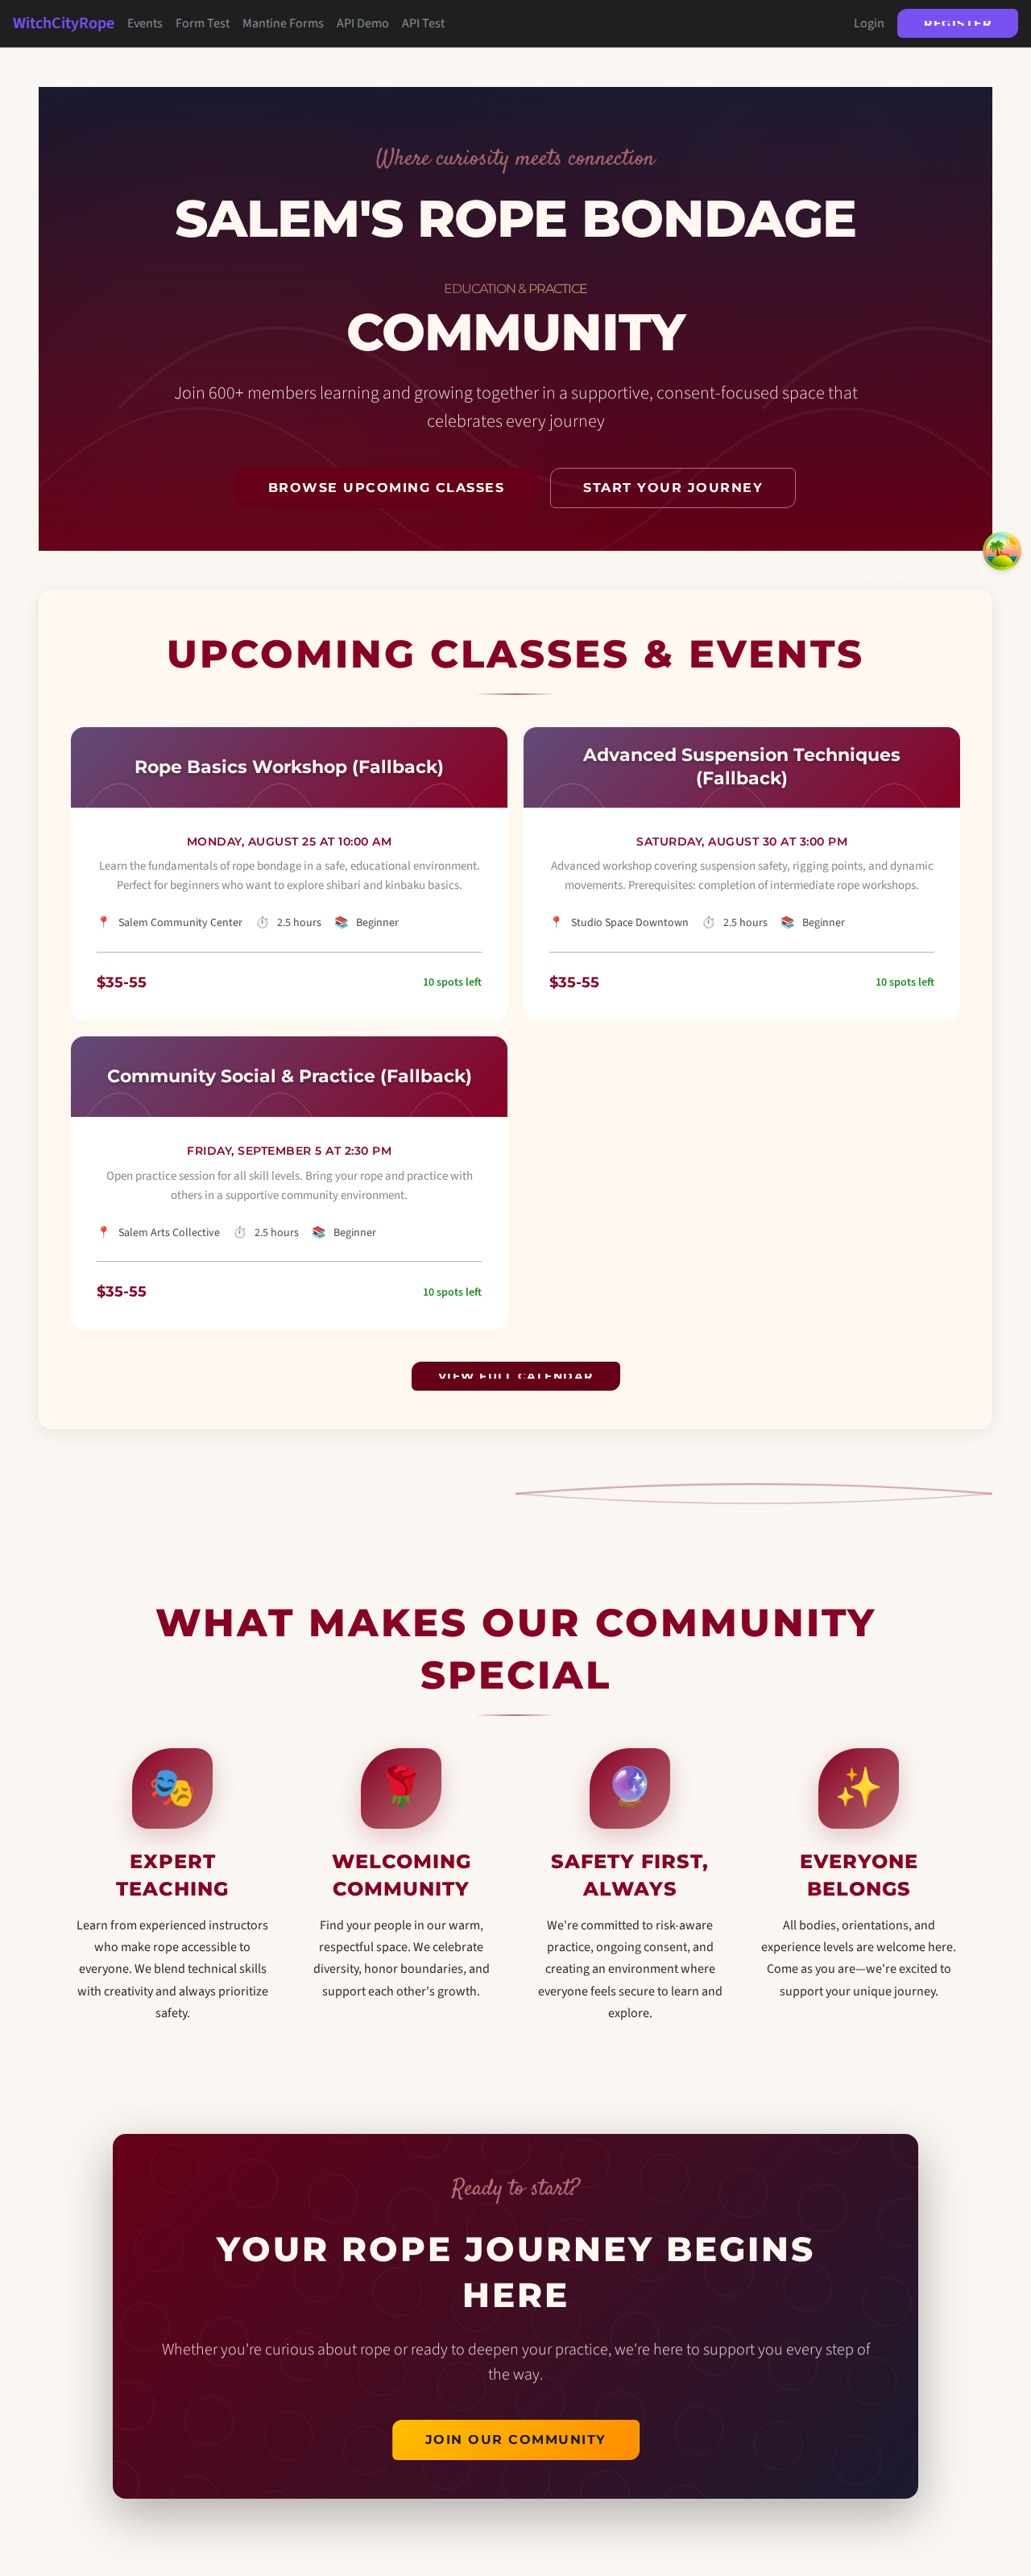 WitchCityRope Events Form Test Mantine Forms API Demo API Test Login REGISTER
Where curiosity meets connection
SALEM'S ROPE BONDAGE
EDUCATION & PRACTICE
COMMUNITY
Join 600+ members learning and growing together in a supportive, consent-focused space that
celebrates every journey
BROWSE UPCOMING CLASSES START YOUR JOURNEY
UPCOMING CLASSES & EVENTS
Rope Basics Workshop (Fallback)
MONDAY, AUGUST 25 AT 10:00 AM
Learn the fundamentals of rope bondage in a safe, educational environment.
Perfect for beginners who want to explore shibari and kinbaku basics.
Salem Community Center 2.5 hours Beginner
$35-55 10 spots left
Advanced Suspension Techniques
(Fallback)
SATURDAY, AUGUST 30 AT 3:00 PM
Advanced workshop covering suspension safety, rigging points, and dynamic
movements. Prerequisites: completion of intermediate rope workshops.
Studio Space Downtown 2.5 hours Beginner
$35-55 10 spots left
Community Social & Practice (Fallback)
FRIDAY, SEPTEMBER 5 AT 2:30 PM
Open practice session for all skill levels. Bring your rope and practice with
others in a supportive community environment.
Salem Arts Collective 2.5 hours Beginner
$35-55 10 spots left
VIEW FULL CALENDAR
WHAT MAKES OUR COMMUNITY
SPECIAL
EXPERT
TEACHING
Learn from experienced instructors
who make rope accessible to
everyone. We blend technical skills
with creativity and always prioritize
safety.
WELCOMING
COMMUNITY
Find your people in our warm,
respectful space. We celebrate
diversity, honor boundaries, and
support each other's growth.
SAFETY FIRST,
ALWAYS
We're committed to risk-aware
practice, ongoing consent, and
creating an environment where
everyone feels secure to learn and
explore.
EVERYONE
BELONGS
All bodies, orientations, and
experience levels are welcome here.
Come as you are—we're excited to
support your unique journey.
Ready to start?
YOUR ROPE JOURNEY BEGINS
HERE
Whether you're curious about rope or ready to deepen your practice, we're here to support you every step of
the way.
JOIN OUR COMMUNITY